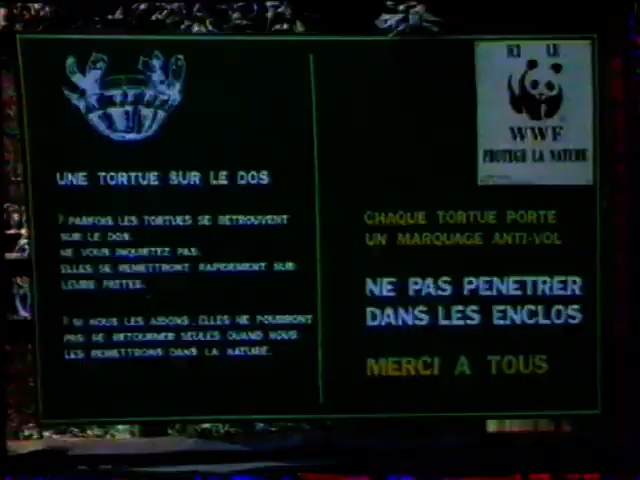 UNE TORTUE SUR LE DOS
PARFOIS LES TORTUES SE RETROUVENT
SUR LE DOS.
NE VOUS INQUIETEZ PAS,
ELLES SE REMETTRONT RAPIDEMENT SUR
LEURS PATTES.
SI NOUS LES AIDONS, ELLES NE POURRONT
PAS SE RETOURNER SEULES QUAND NOUS
LES REMETTRONS DANS LA NATURE.
ICI LE
WWF
PROTEGE LA NATURE
CHAQUE TORTUE PORTE
UN MARQUAGE ANTI-VOL
NE PAS PENETRER
DANS LES ENCLOS
MERCI A TOUS